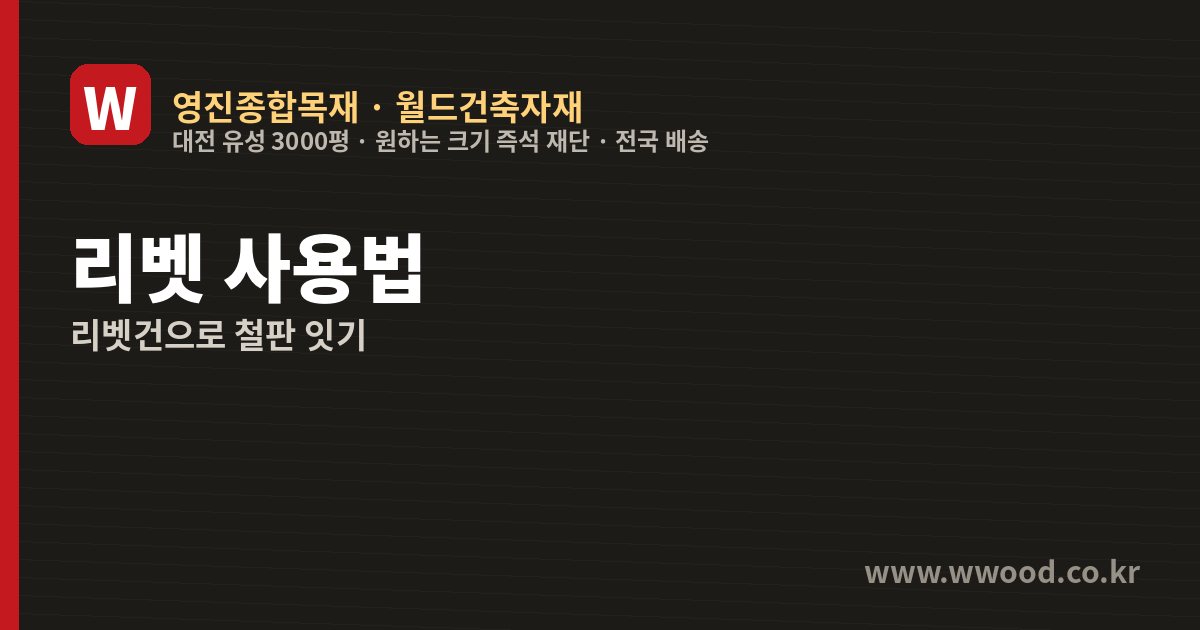 W
영진종합목재 · 월드건축자재
대전 유성 3000평 · 원하는 크기 즉석 재단 · 전국 배송
리벳 사용법
리벳건으로 철판 잇기
www.wwood.co.kr